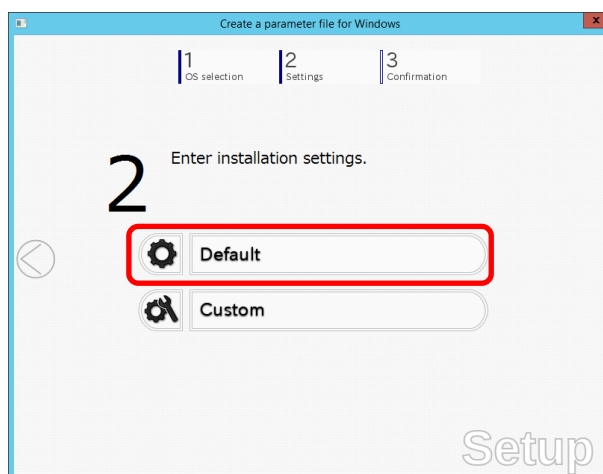 Create a parameter file for Windows
x
1
OS selection
2
Settings
3
Confirmation
2
Enter installation settings.
Default
Custom
Setup